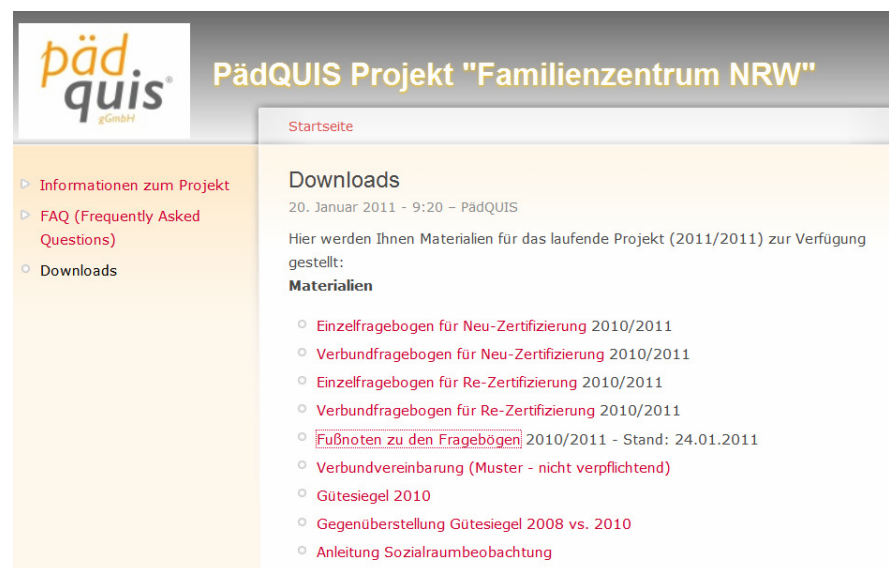 päd
quis®
gGmbH
PädQUIS Projekt "Familienzentrum NRW"
Startseite
Informationen zum Projekt
FAQ (Frequently Asked
Questions)
Downloads
Downloads
20. Januar 2011 - 9:20 – PädQUIS
Hier werden Ihnen Materialien für das laufende Projekt (2011/2011) zur Verfügung
gestellt:
Materialien
Einzelfragebogen für Neu-Zertifizierung 2010/2011
Verbundfragebogen für Neu-Zertifizierung 2010/2011
Einzelfragebogen für Re-Zertifizierung 2010/2011
Verbundfragebogen für Re-Zertifizierung 2010/2011
Fußnoten zu den Fragebögen 2010/2011 - Stand: 24.01.2011
Verbundvereinbarung (Muster - nicht verpflichtend)
Gütesiegel 2010
Gegenüberstellung Gütesiegel 2008 vs. 2010
Anleitung Sozialraumbeobachtung